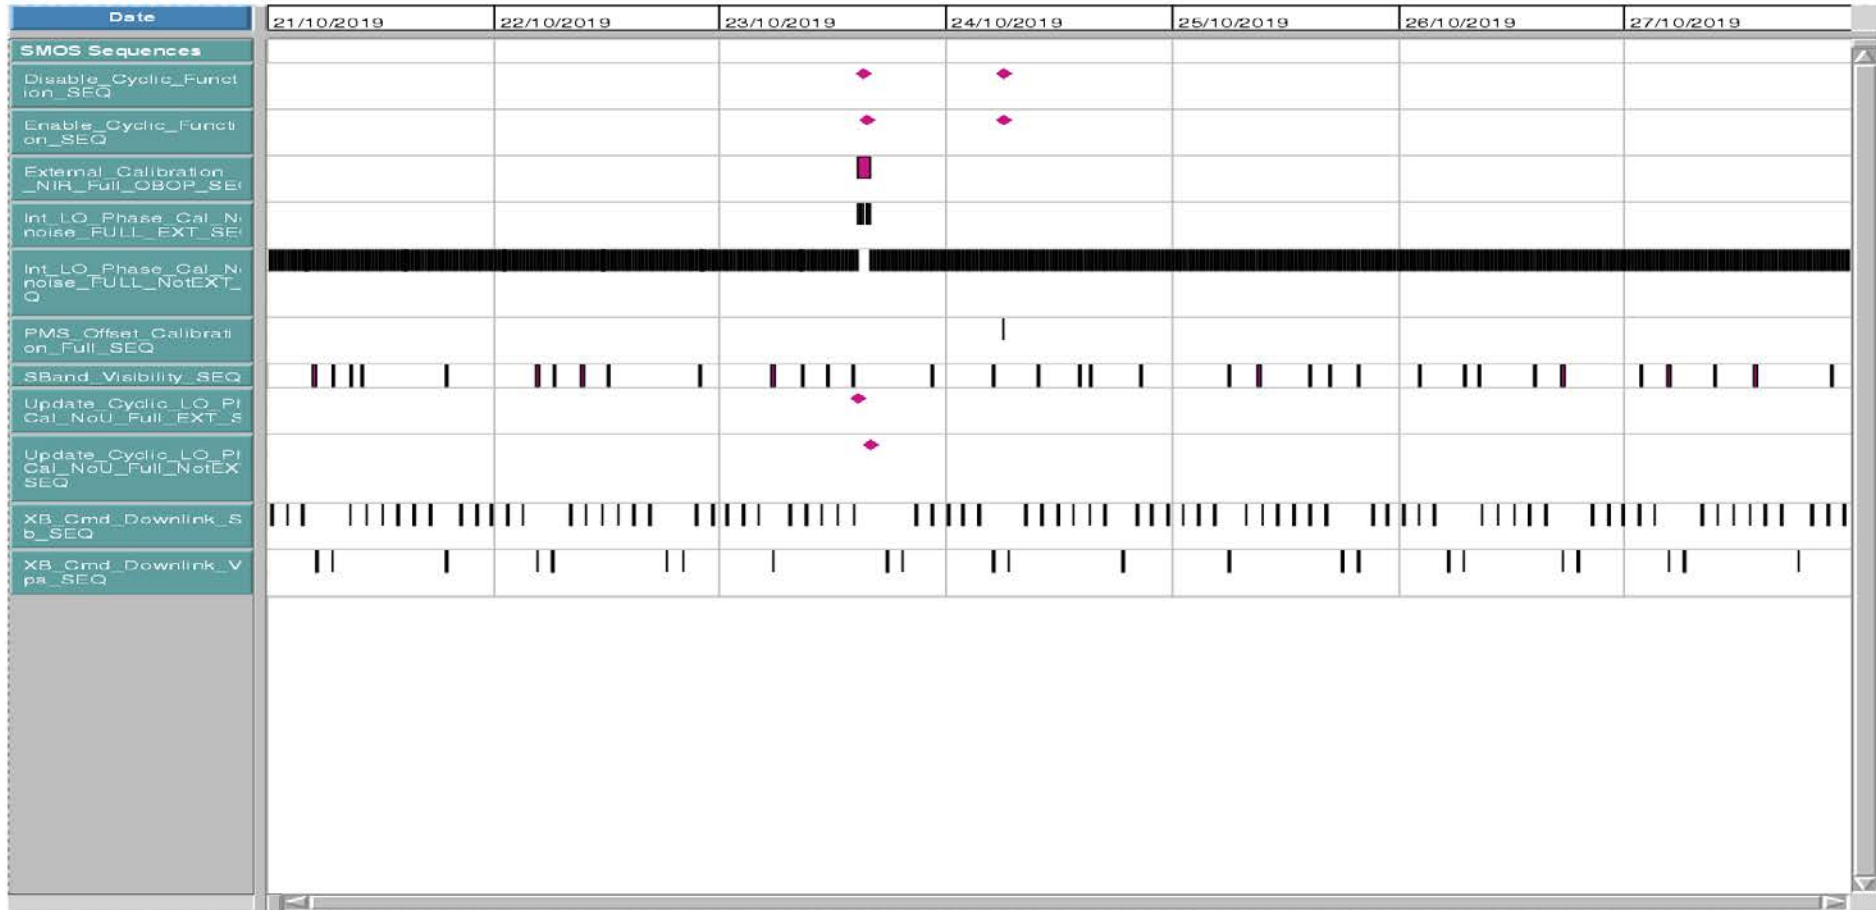 Date
21/10/2019 22/10/2019 23/10/2019 24/10/2019 25/10/2019 26/10/2019 27/10/2019
SMOS Sequences
Disable_Cyclic_Funct
ion_SEQ
Enable_Cyclic_Functi
on_SEQ
External_Calibration
_NIR_Full_OBOP_SE
Int_LO_Phase_Cal_N
noise_FULL_EXT_SE
Int_LO_Phase_Cal_N
noise_FULL_NotEXT_
Q
PMS_Offset_Calibrati
on_Full_SEQ
SBand_Visibility_SEQ
Update_Cyclic_LO_P
Cal_NoU_Full_EXT_S
Update_Cyclic_LO_P
Cal_NoU_Full_NotEX
SEQ
XB_Cmd_Downlink_S
b_SEQ
XB_Cmd_Downlink_V
pa_SEQ